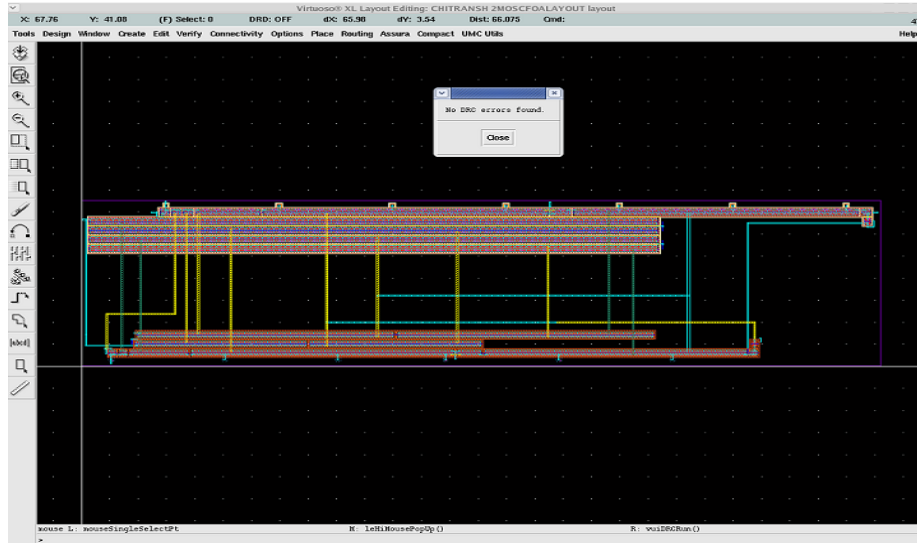 Virtuoso® XL Layout Editing: CHITRANSH 2MOSCFOALAYOUT layout
X: 67.76 Y: 41.08 (F) Select: 0 DRD: OFF dX: 65.98 dY: 3.54 Dist: 66.075 Cmd:
Tools Design Window Create Edit Verify Connectivity Options Place Routing Assura Compact UMC Utils Help
No DRC errors found.
Close
[abcd]
mouse L: mouseSingleSelectPt M: leHiMousePopUp() R: vuiDRCRun()
>